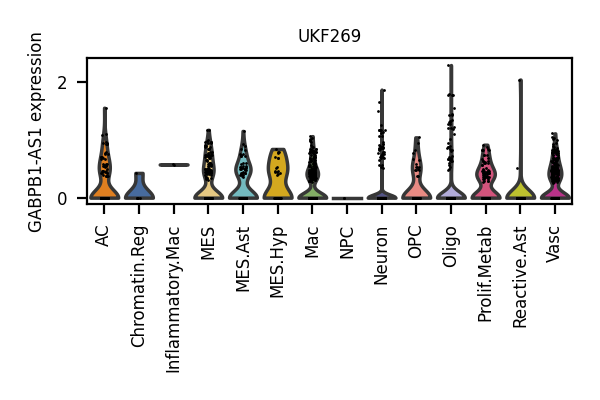 UKF269
GABPB1-AS1 expression
2
0
AC
Chromatin.Reg
Inflammatory.Mac
MES
MES.Ast
MES.Hyp
Mac
NPC
Neuron
OPC
Oligo
Prolif.Metab
Reactive.Ast
Vasc